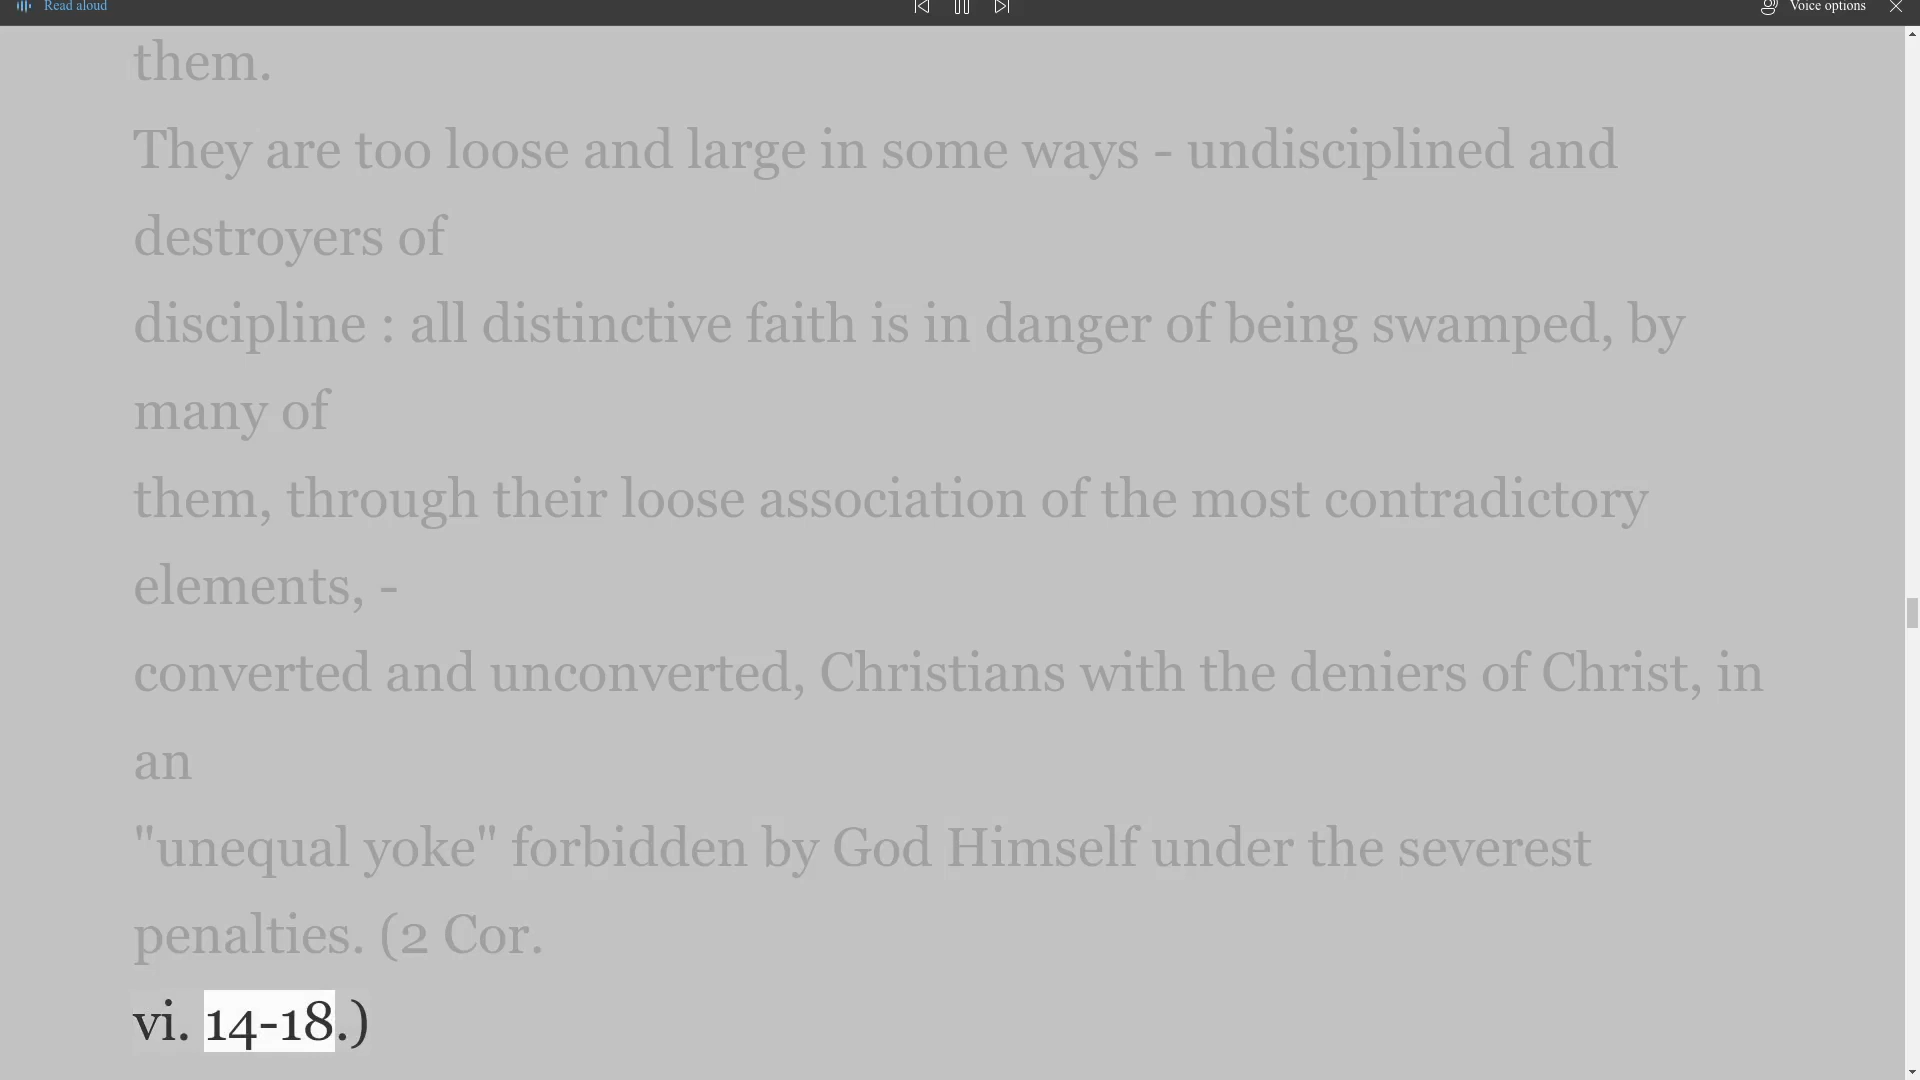 Read aloud
Voice options
them.
They are too loose and large in some ways - undisciplined and
destroyers of
discipline : all distinctive faith is in danger of being swamped, by
many of
them, through their loose association of the most contradictory
elements, -
converted and unconverted, Christians with the deniers of Christ, in
an
"unequal yoke" forbidden by God Himself under the severest
penalties. (2 Cor.
vi. 14-18.)